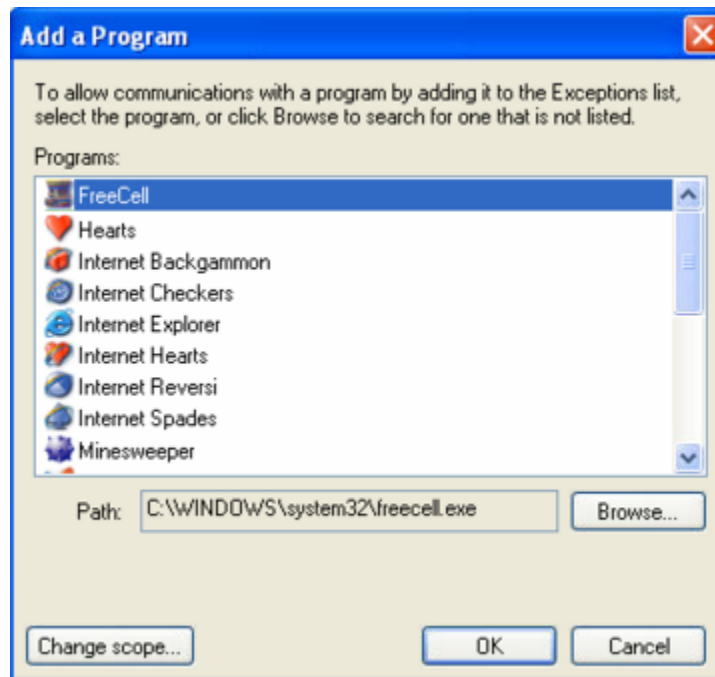 Add a Program
To allow communications with a program by adding it to the Exceptions list,
select the program, or click Browse to search for one that is not listed.
Programs:
FreeCell
Hearts
Internet Backgammon
Internet Checkers
Internet Explorer
Internet Hearts
Internet Reversi
Internet Spades
Minesweeper
Path: C:\WINDOWS\system32\freecell.exe Browse...
Change scope... OK Cancel